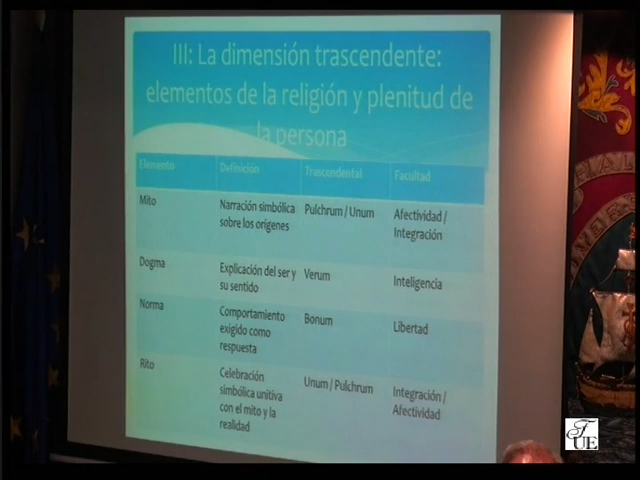 III: La dimensión trascendente:
elementos de la religión y plenitud de
la persona
Elemento Definición Trascendental Facultad
Mito Narración simbólica Pulchrum / Unum Afectividad /
sobre los orígenes Integración
Dogma Explicación del ser y Verum Inteligencia
su sentido
Norma Comportamiento Bonum Libertad
exigido como
respuesta
Rito Celebración Unum / Pulchrum Integración /
simbólica unitiva Afectividad
con el mito y la
realidad
UE